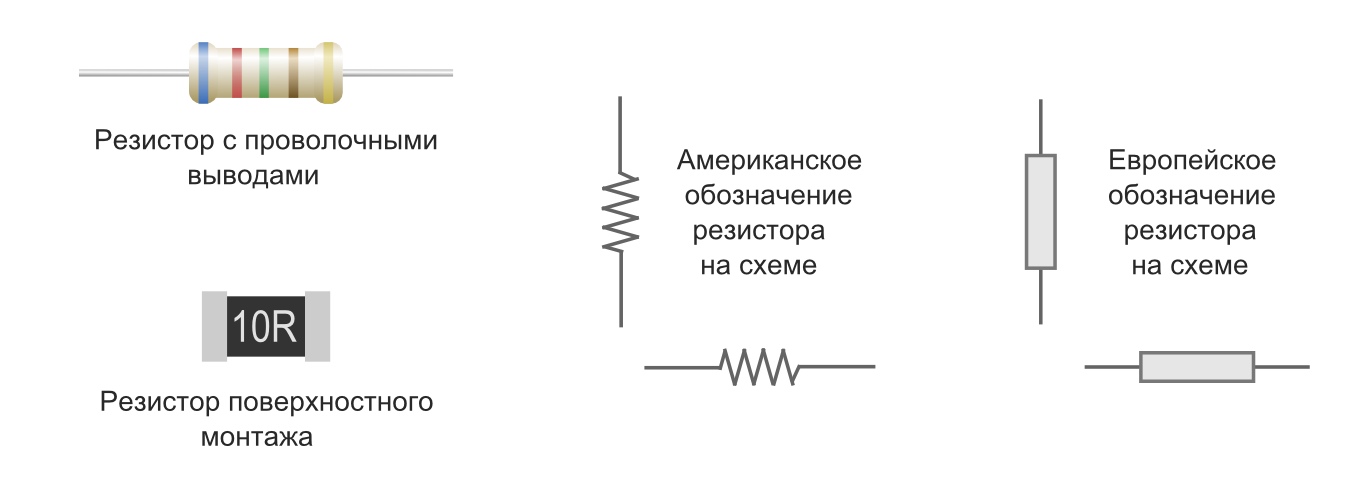 Резистор с проволочными
выводами
10R
Резистор поверхностного
монтажа
Американское
обозначение
резистора
на схеме
Европейское
обозначение
резистора
на схеме